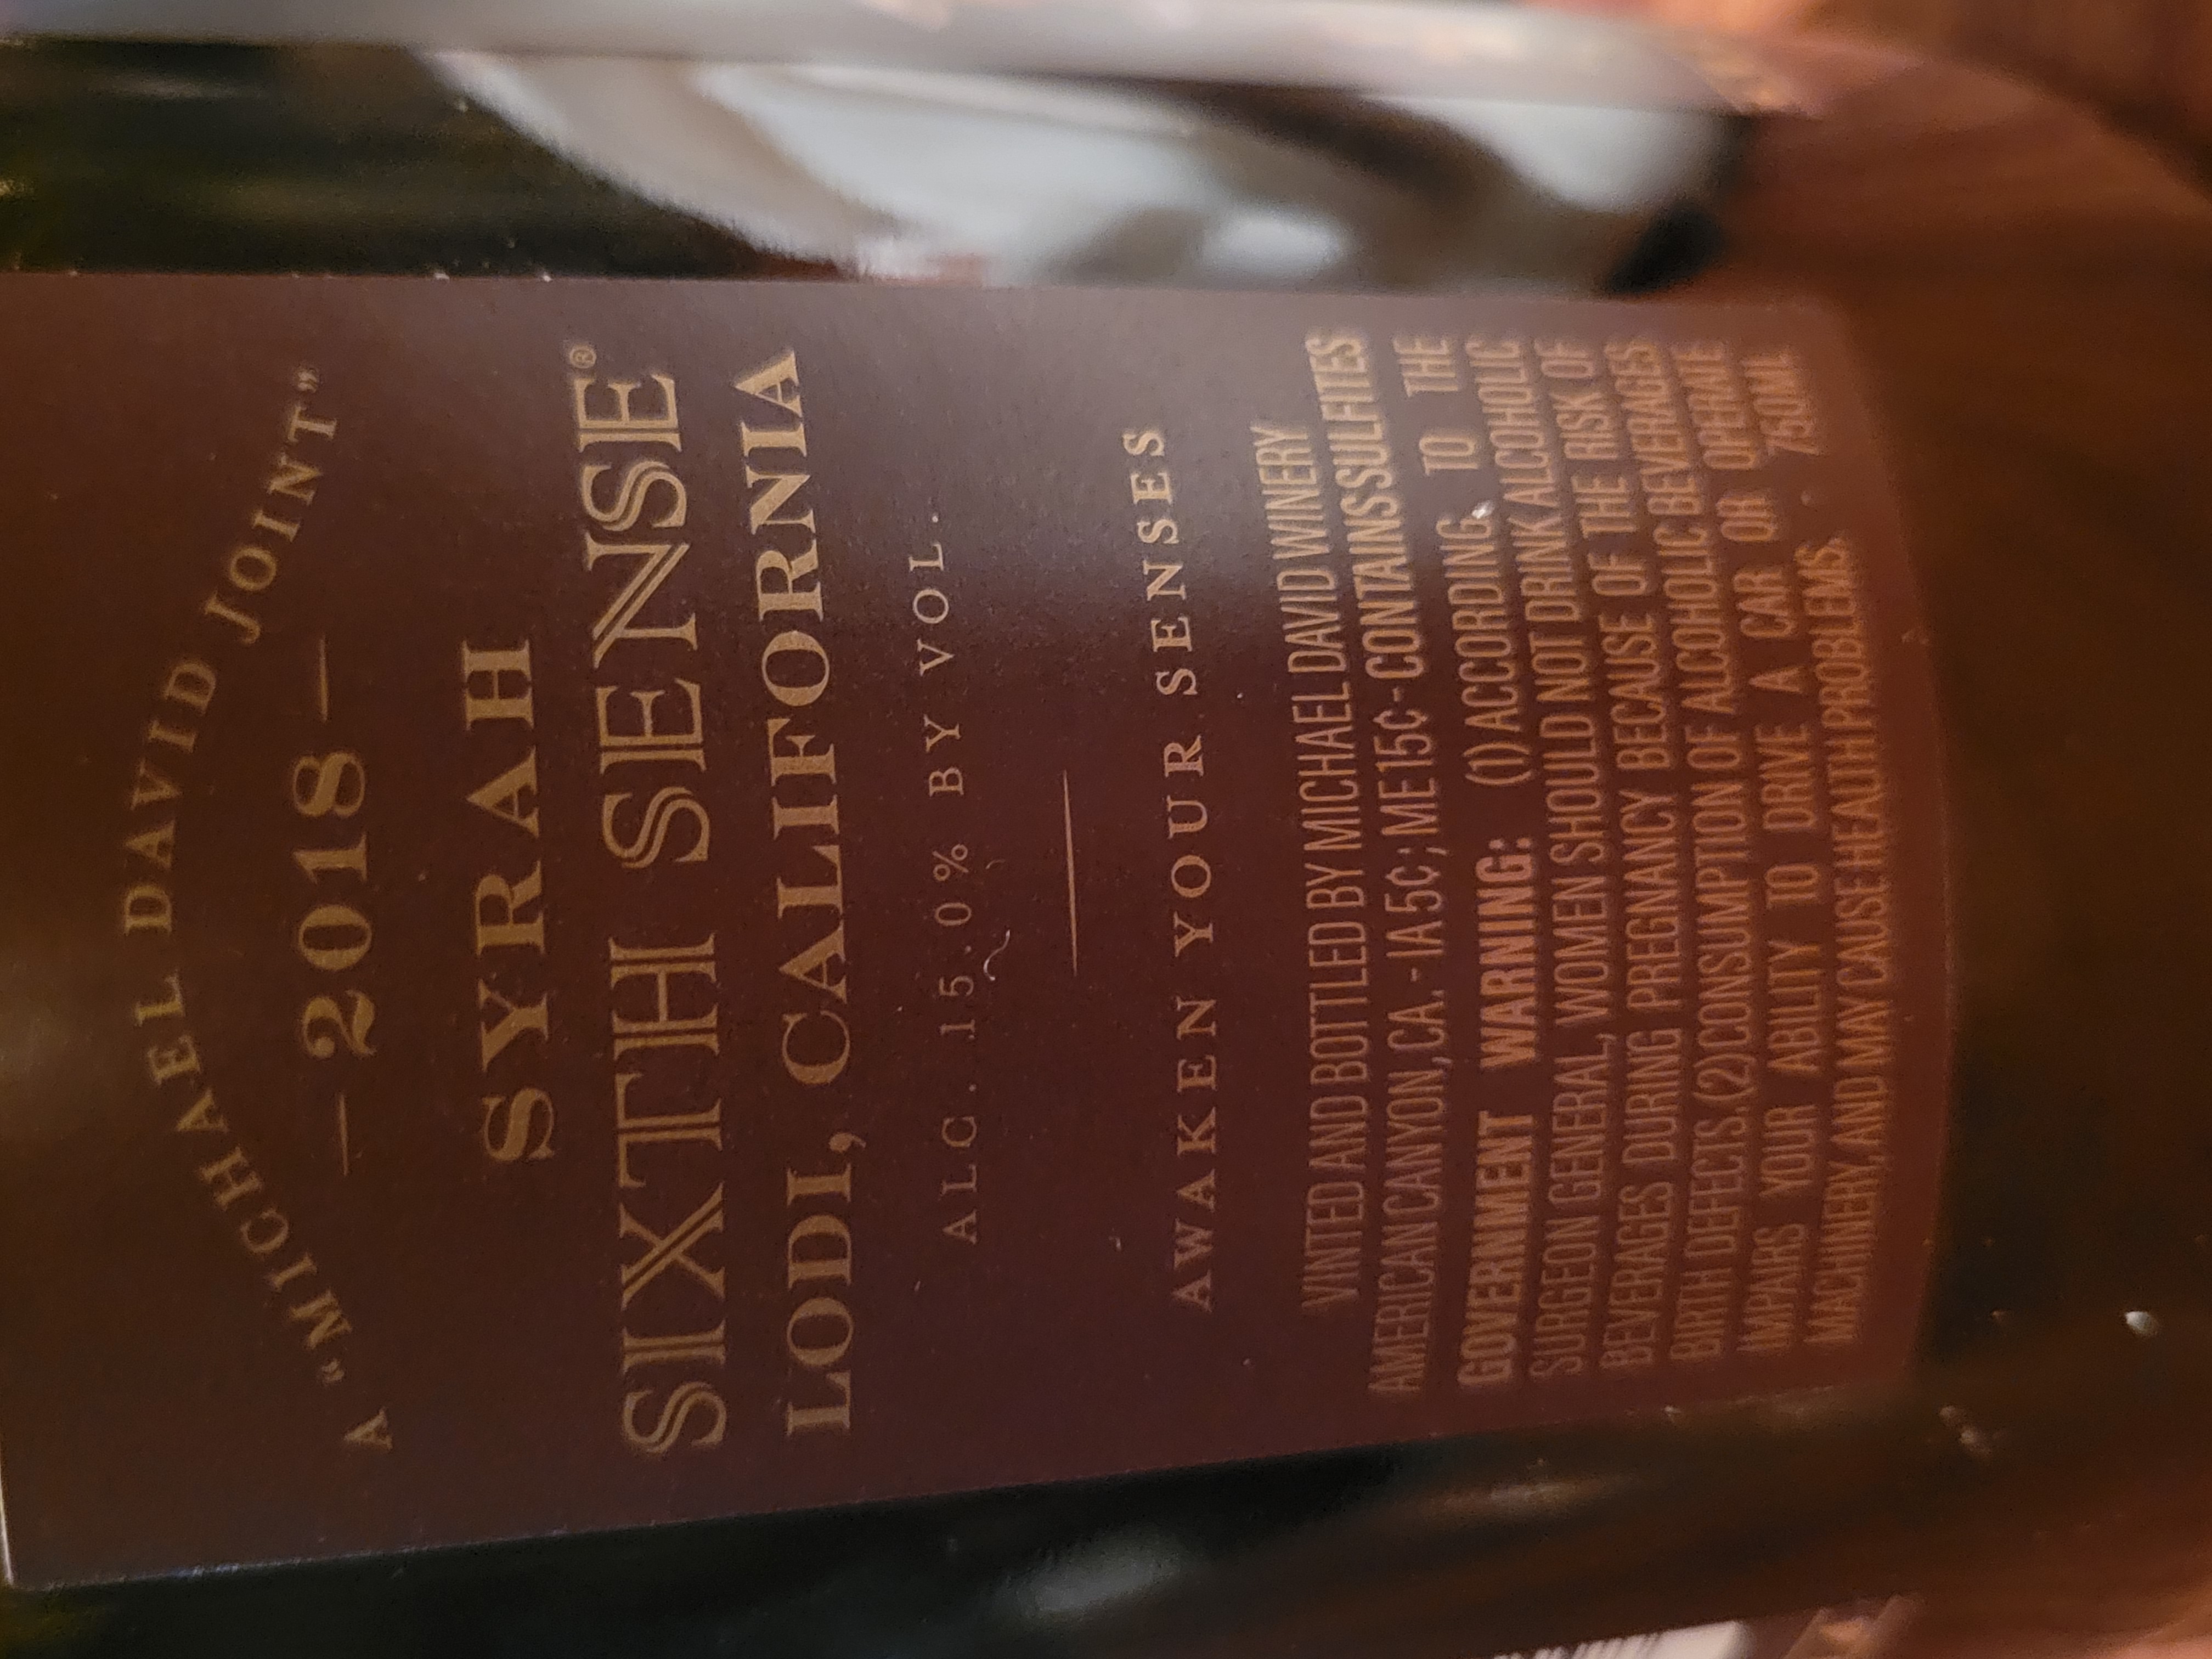 A "MICHAEL DAVID JOINT"
— 2018 —
SYRAH
SIXTH SENSE®
LODI, CALIFORNIA
ALC. 15.0% BY VOL.
AWAKEN YOUR SENSES
VINTED AND BOTTLED BY MICHAEL DAVID WINERY
AMERICAN CANYON, CA. - IA 5¢; ME 15¢ - CONTAINS SULFITES
GOVERNMENT WARNING: (1) ACCORDING TO THE
SURGEON GENERAL, WOMEN SHOULD NOT DRINK ALCOHOLIC
BEVERAGES DURING PREGNANCY BECAUSE OF THE RISK OF
BIRTH DEFECTS. (2) CONSUMPTION OF ALCOHOLIC BEVERAGES
IMPAIRS YOUR ABILITY TO DRIVE A CAR OR OPERATE
MACHINERY, AND MAY CAUSE HEALTH PROBLEMS. 750ML